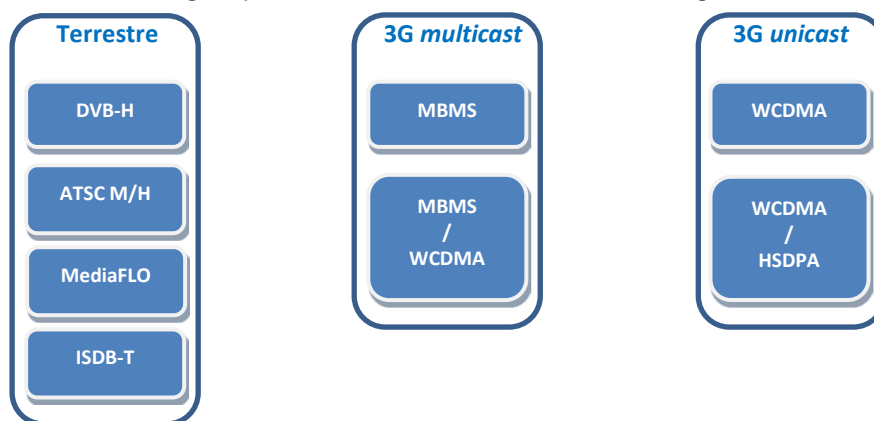 Terrestre
DVB-H
ATSC M/H
MediaFLO
ISDB-T
3G multicast
MBMS
MBMS
/
WCDMA
3G unicast
WCDMA
WCDMA
/
HSDPA